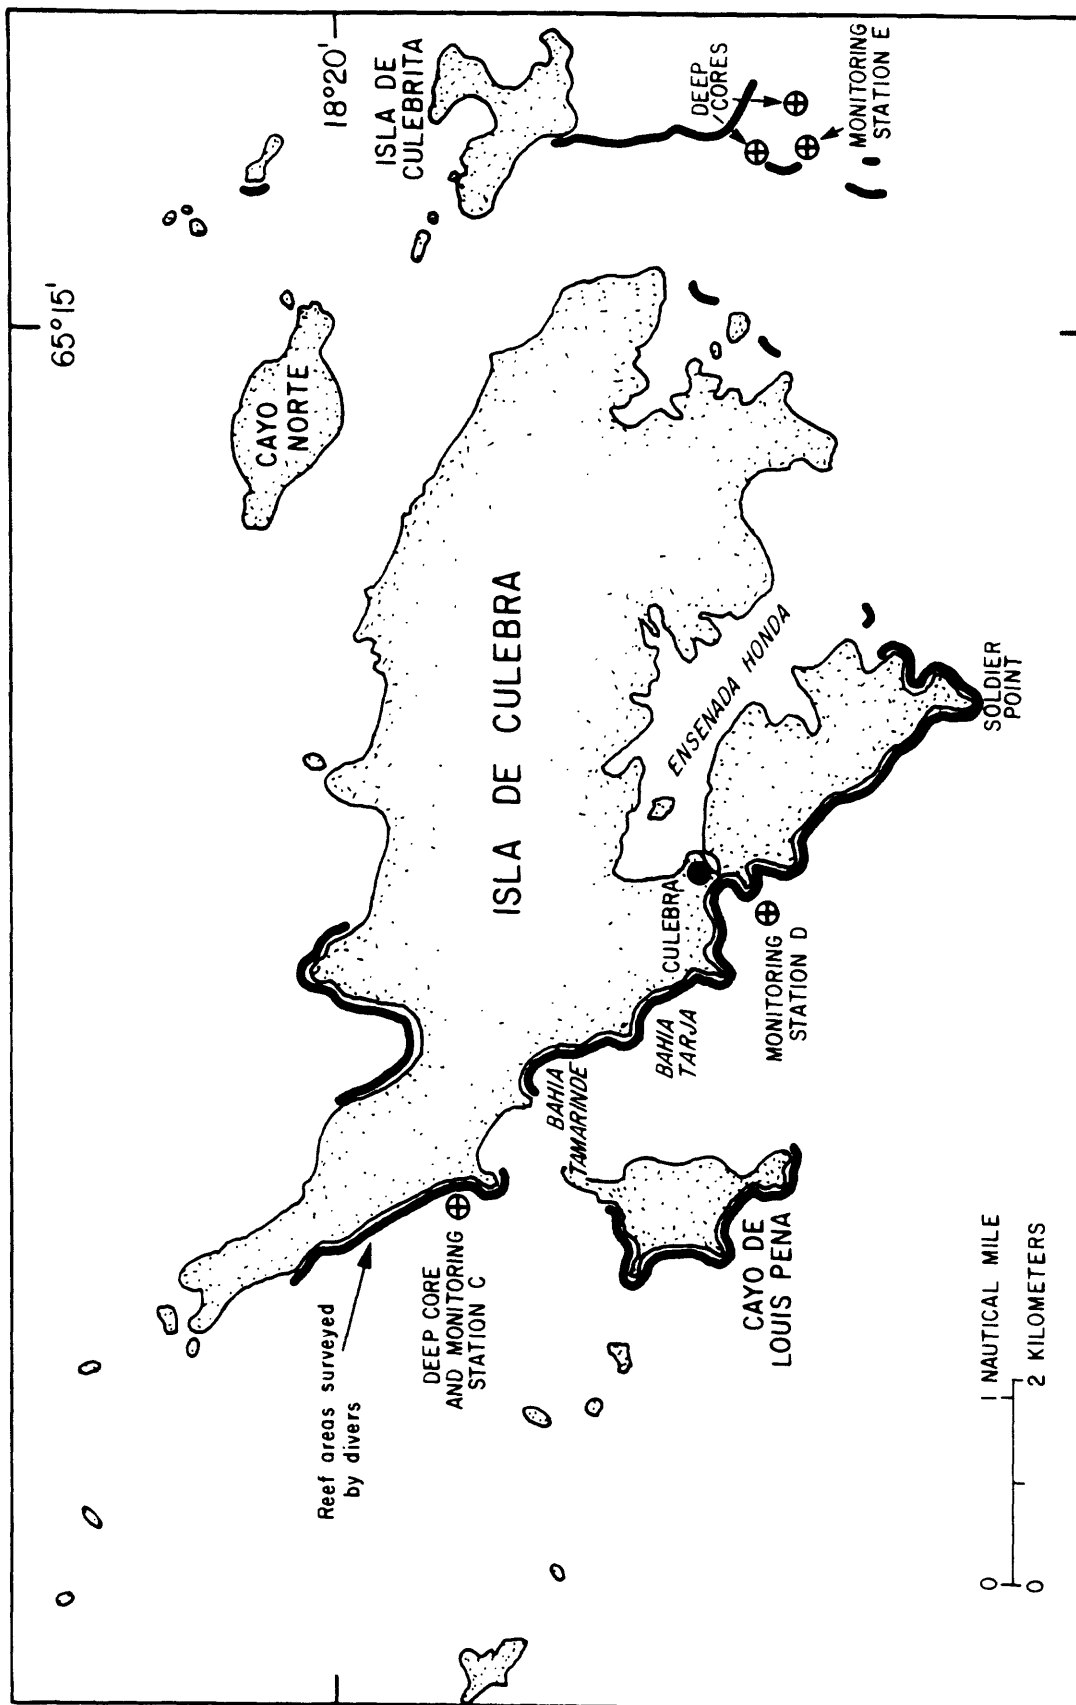 65°15'
18°20'
CAYO
NORTE
ISLA DE
CULEBRITA
DEEP
CORES
MONITORING
STATION E
ISLA DE CULEBRA
ENSENADA HONDA
SOLDIER
POINT
CULEBRA
MONITORING
STATION D
BAHIA
TARJA
BAHIA
TAMARINDE
Reef areas surveyed
by divers
DEEP CORE
AND MONITORING
STATION C
CAYO DE
LOUIS PENA
0 1 NAUTICAL MILE
0 2 KILOMETERS